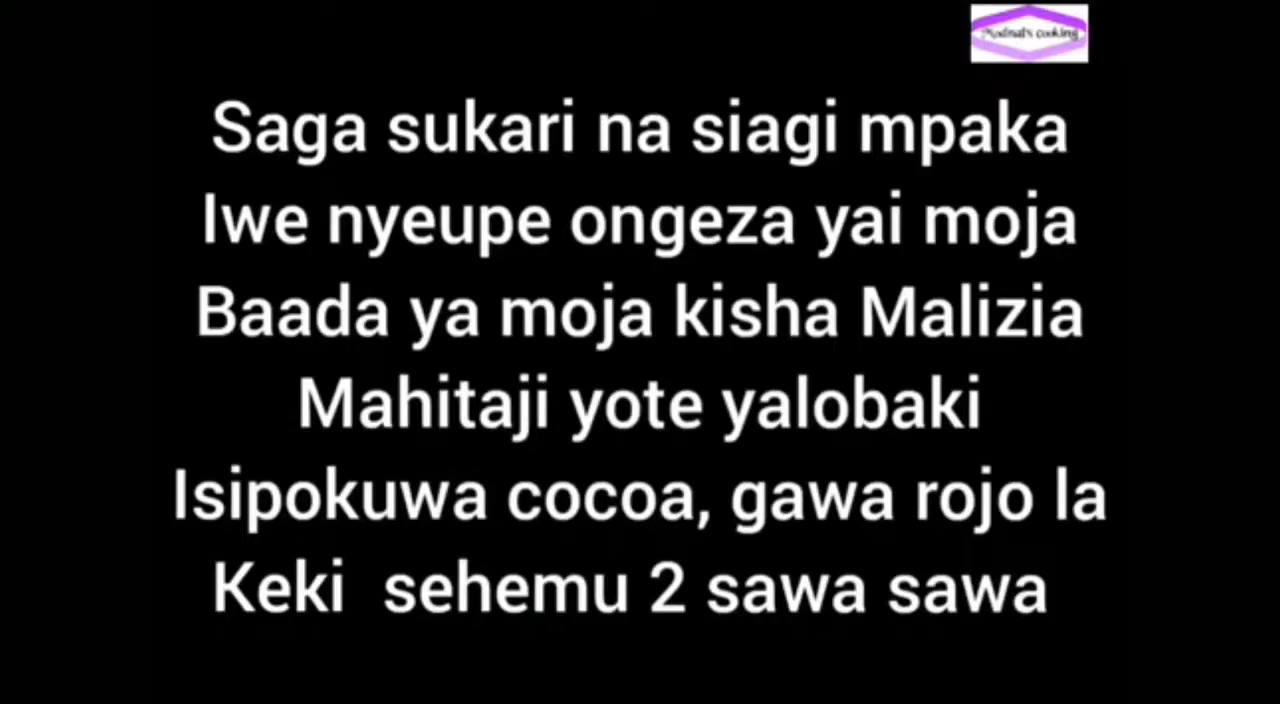 Saga sukari na siagi mpaka
Iwe nyeupe ongeza yai moja
Baada ya moja kisha Malizia
Mahitaji yote yalobaki
Isipokuwa cocoa, gawa rojo la
Keki sehemu 2 sawa sawa
cooking